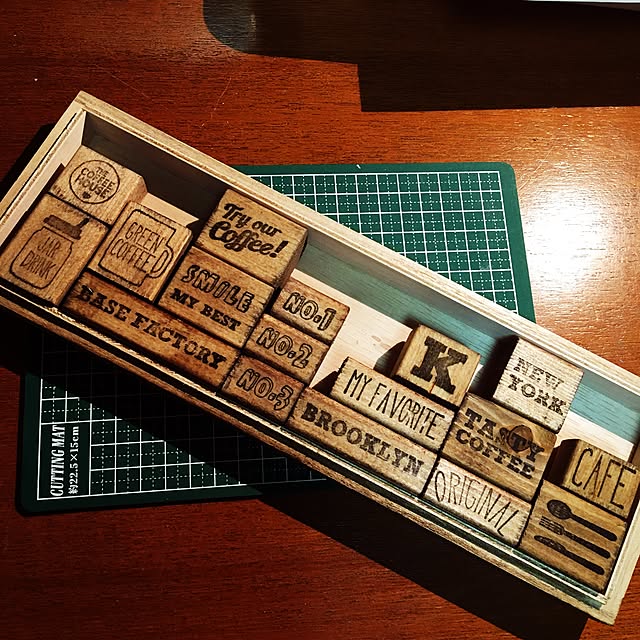 THE
COFFEE
HOUSE
JAR
DRINK
GREEN'S
COFFEE
Try our
Coffee!
SMILE
MY BEST
BASE FACTORY
NO.1
NO.2
NO.3
K
MY FAVORITE
BROOKLYN
NEW
YORK
TASTY
COFFEE
ORIGINAL
CAFE
CUTTING MAT
22.5×15cm